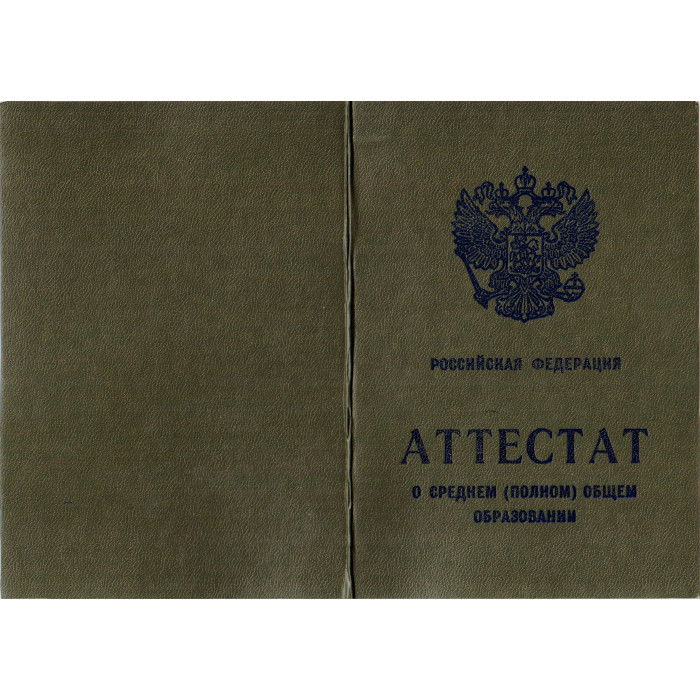 РОССИЙСКАЯ ФЕДЕРАЦИЯ
АТТЕСТАТ
О СРЕДНЕМ (ПОЛНОМ) ОБЩЕМ
ОБРАЗОВАНИИ